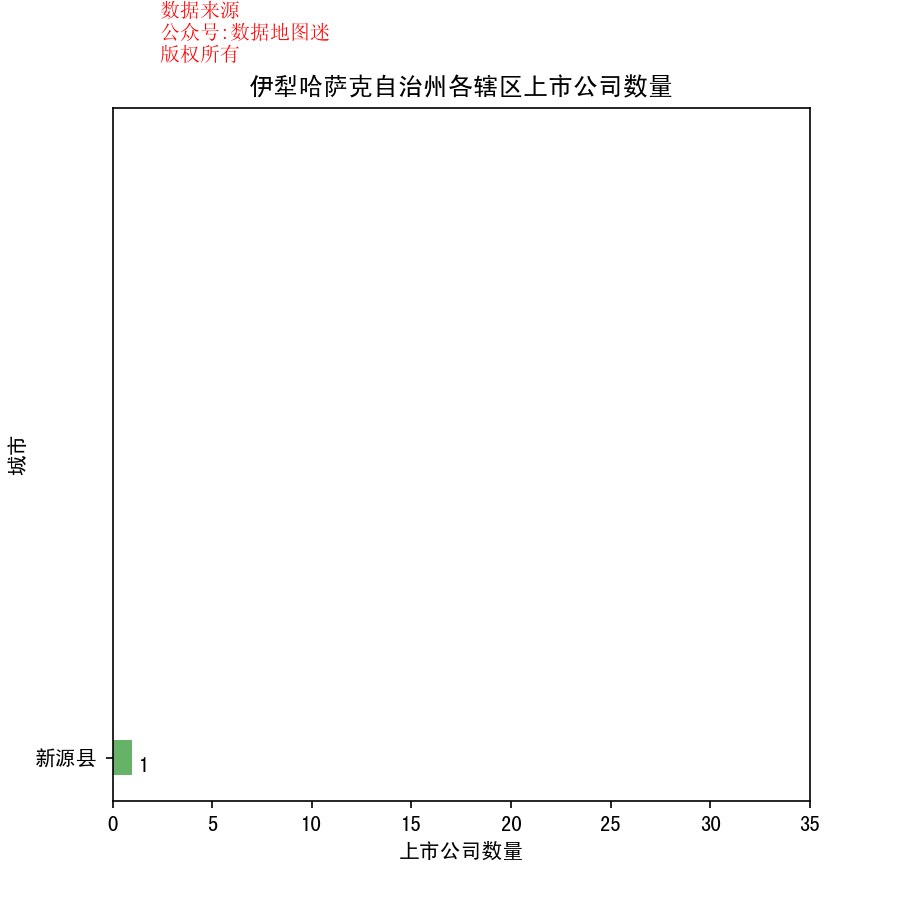 数据来源
公众号:数据地图迷
版权所有
伊犁哈萨克自治州各辖区上市公司数量
城市
新源县
1
0 5 10 15 20 25 30 35
上市公司数量